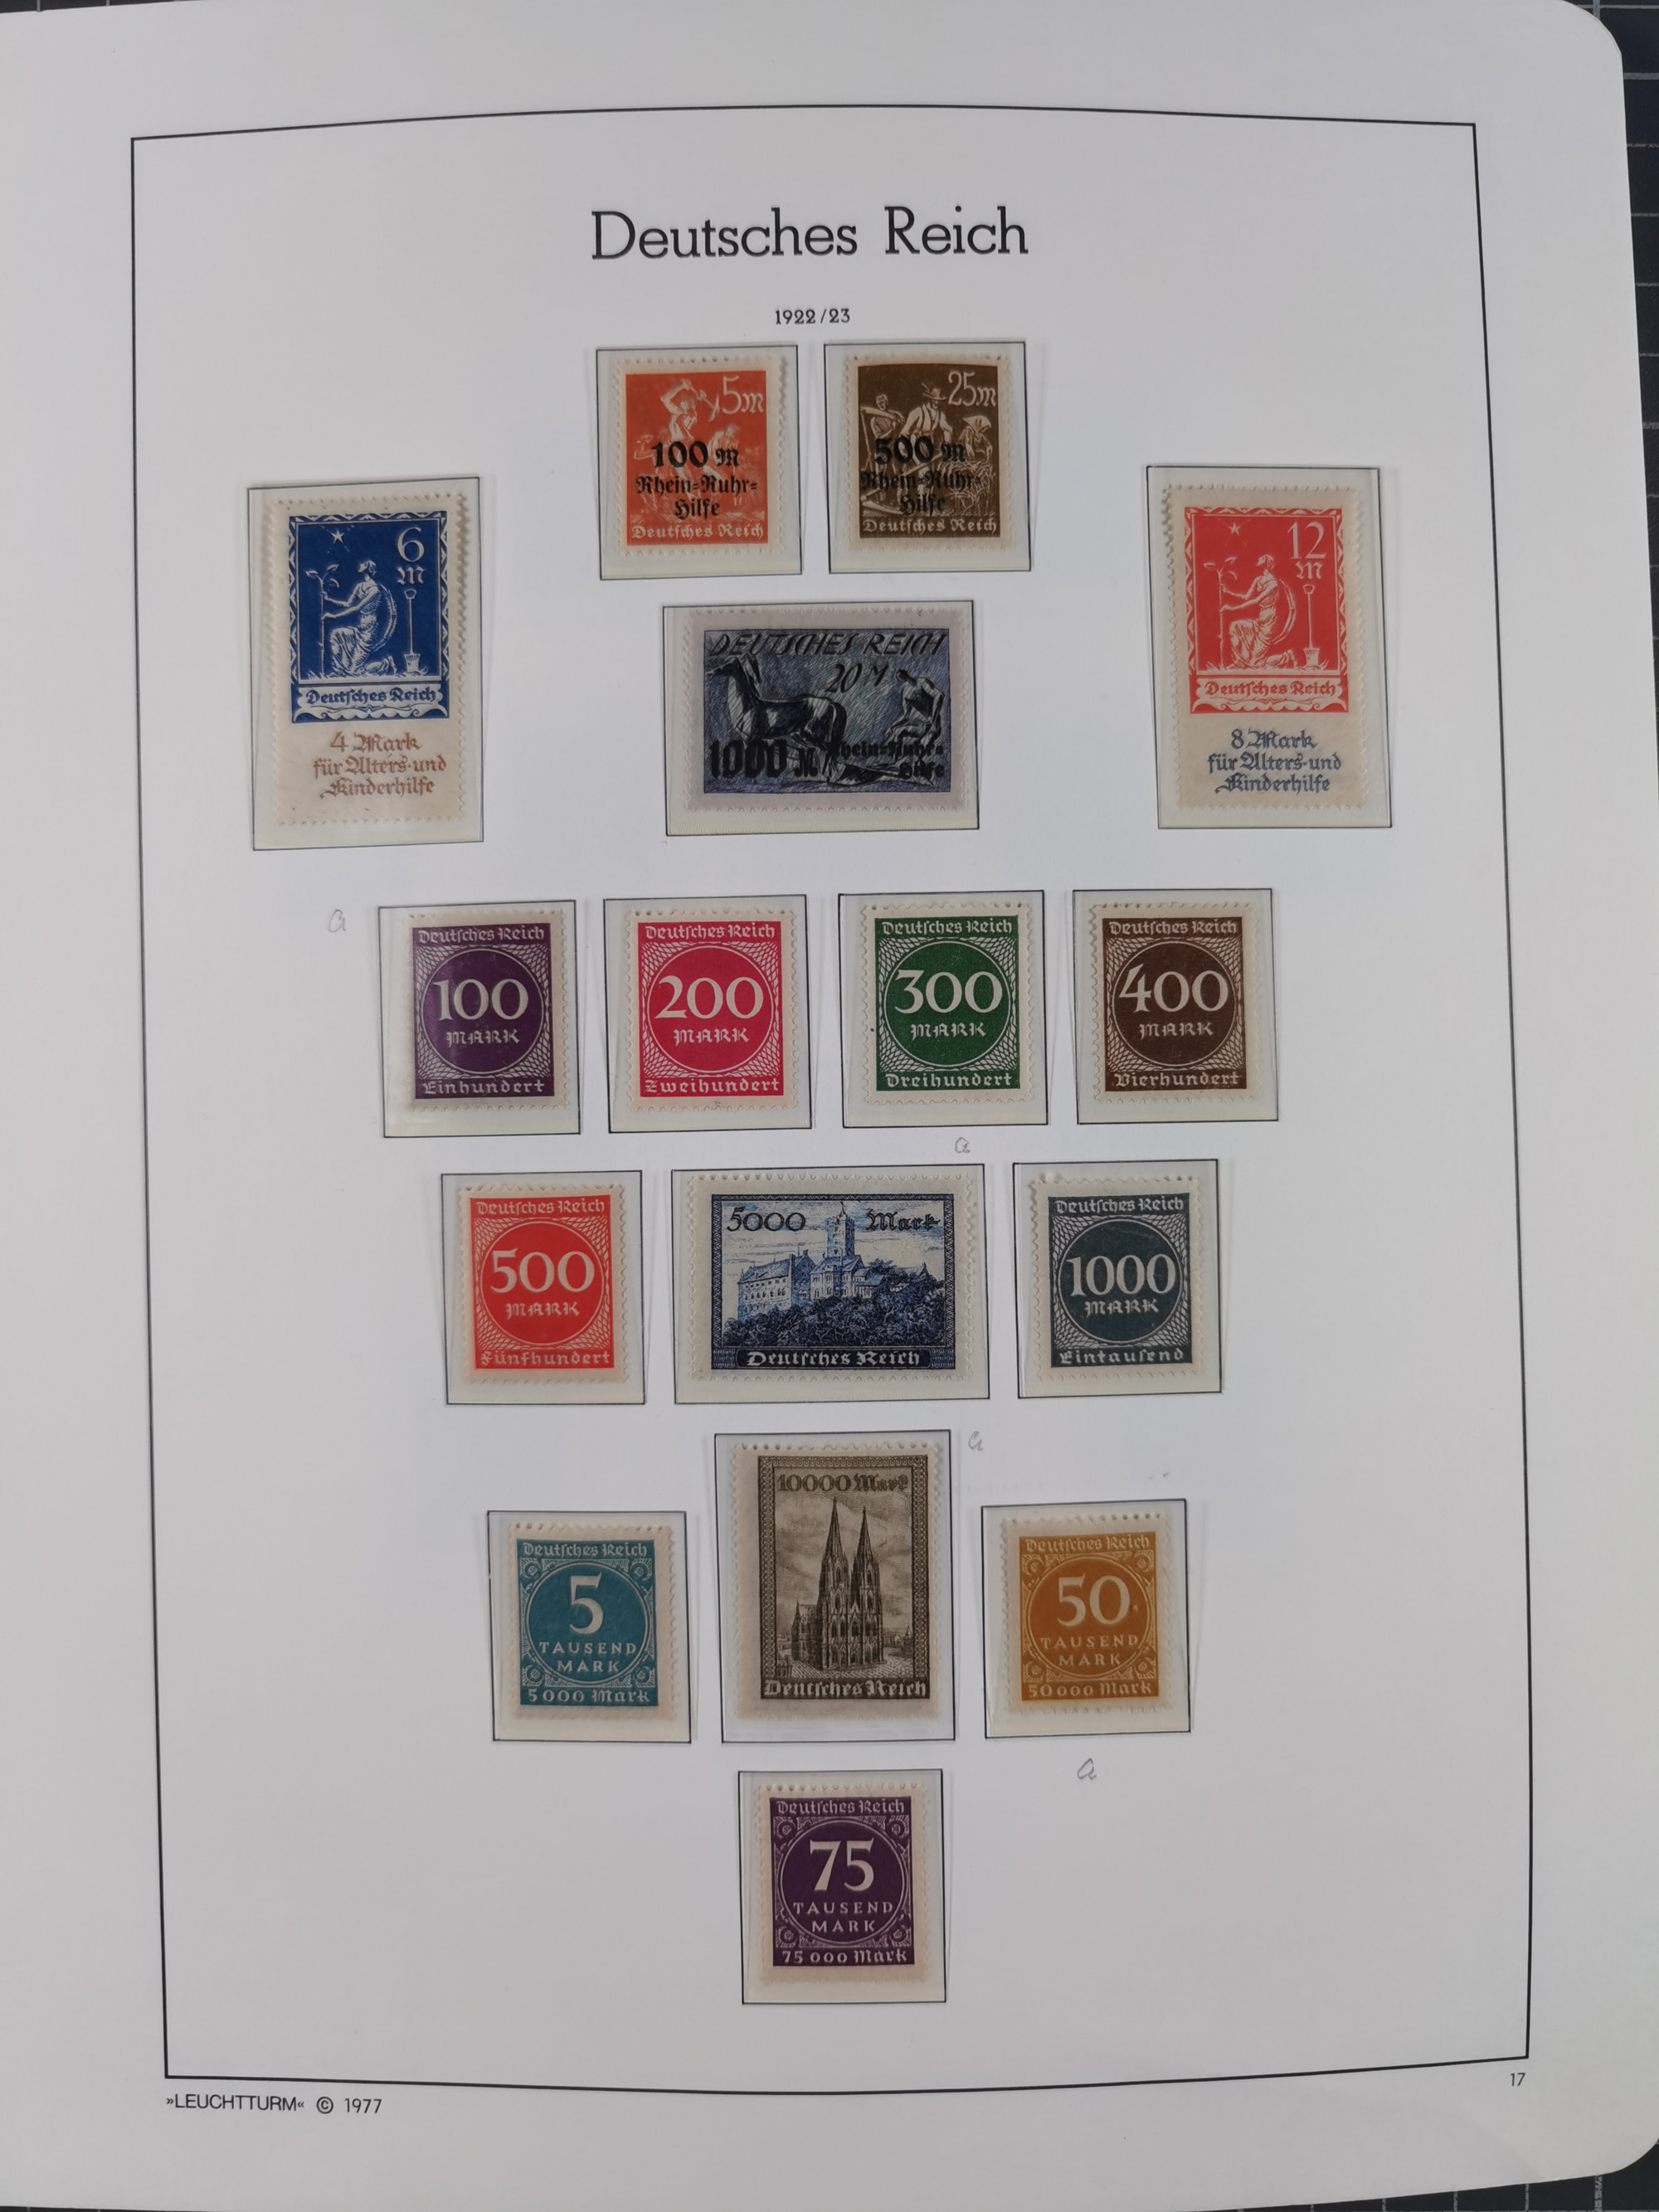 Deutsches Reich
1922/23
5m
100 M
Rhein=Ruhr=
Hilfe
Deutsches Reich
25m
500 M
Rhein=Ruhr=
Hilfe
Deutsches Reich
6
M
Deutsches Reich
4 Mark
für Alters-und
Kinderhilfe
DEUTSCHES REICH
20 M
1000 M Rhein=Ruhr=
Hilfe
12
M
Deutsches Reich
8 Mark
für Alters-und
Kinderhilfe
a
Deutsches Reich
100
MARK
Einhundert
Deutsches Reich
200
MARK
Zweihundert
Deutsches Reich
300
MARK
Dreihundert
Deutsches Reich
400
MARK
Vierhundert
a
Deutsches Reich
500
MARK
Fünfhundert
5000 Mark
Deutsches Reich
Deutsches Reich
1000
MARK
Eintausend
a
Deutsches Reich
5
TAUSEND
MARK
5000 Mark
10000 Mark
Deutsches Reich
Deutsches Reich
50
TAUSEND
MARK
50000 Mark
a
Deutsches Reich
75
TAUSEND
MARK
75000 Mark
»LEUCHTTURM« © 1977
17